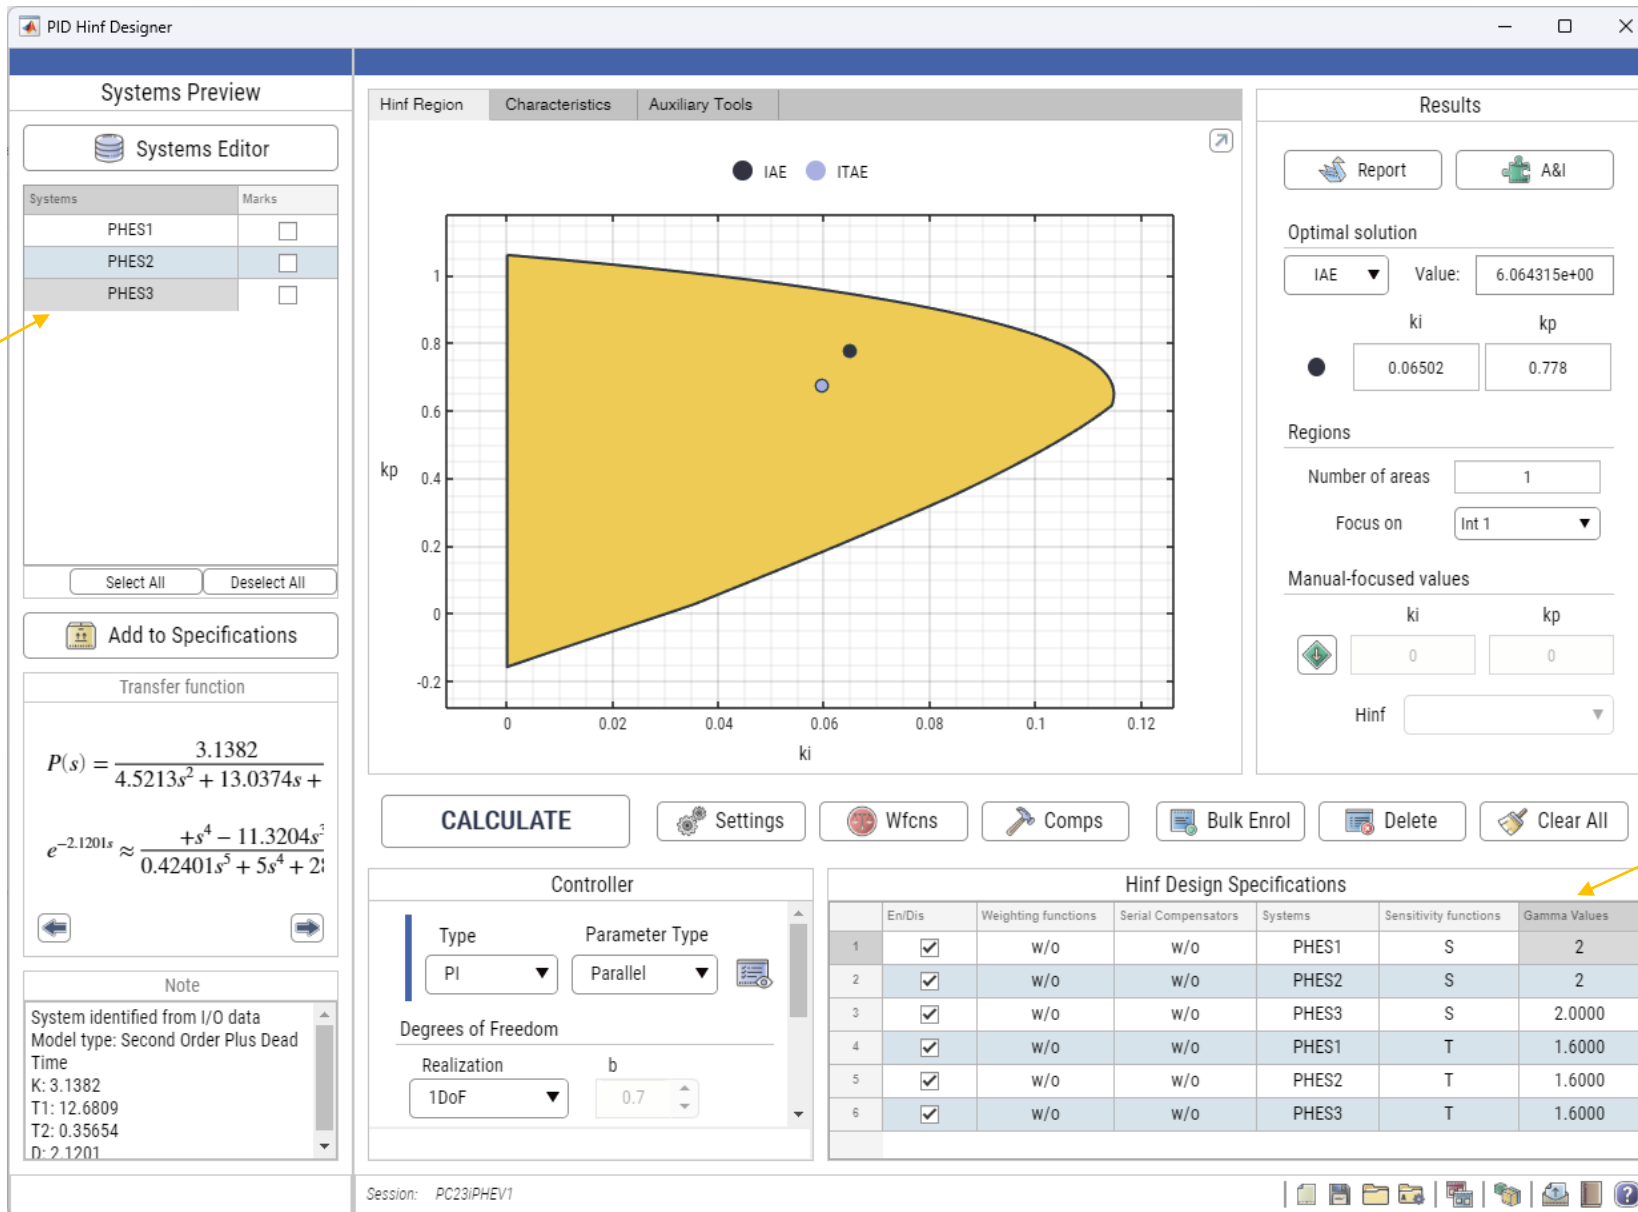 PID Hinf Designer
Systems Preview
Systems Editor
Systems Marks
PHES1
PHES2
PHES3
Select All Deselect All
Add to Specifications
Transfer function
P(s) = 3.1382 / 4.5213s² + 13.0374s +
e^−2.1201s ≈ +s⁴ − 11.3204s³ / 0.42401s⁵ + 5s⁴ +
Note
System identified from I/O data
Model type: Second Order Plus Dead
Time
K: 3.1382
T1: 12.6809
T2: 0.35654
D: 2.1201
Hinf Region Characteristics Auxiliary Tools
IAE ITAE
1
0.8
0.6
kp
0.4
0.2
0
-0.2
0 0.02 0.04 0.06 0.08 0.1 0.12
ki
Results
Report A&I
Optimal solution
IAE Value: 6.064315e+00
ki kp
0.06502 0.778
Regions
Number of areas 1
Focus on Int 1
Manual-focused values
ki kp
0 0
Hinf
CALCULATE Settings Wfcns Comps Bulk Enrol Delete Clear All
Controller
Type Parameter Type
PI Parallel
Degrees of Freedom
Realization b
1DoF 0.7
Hinf Design Specifications
En/Dis Weighting functions Serial Compensators Systems Sensitivity functions Gamma Values
1 w/o w/o PHES1 S 2
2 w/o w/o PHES2 S 2
3 w/o w/o PHES3 S 2.0000
4 w/o w/o PHES1 T 1.6000
5 w/o w/o PHES2 T 1.6000
6 w/o w/o PHES3 T 1.6000
Session: PC23iPHEV1